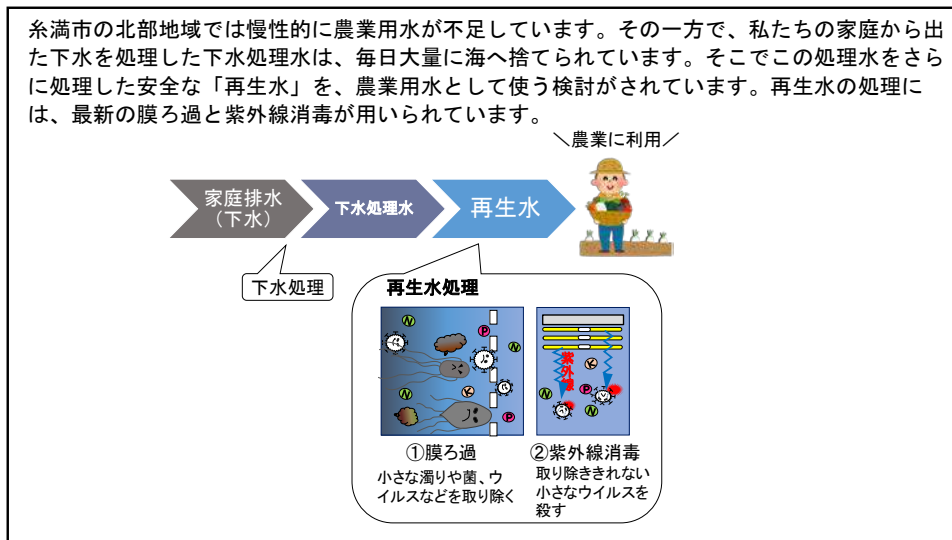 糸満市の北部地域では慢性的に農業用水が不足しています。その一方で、私たちの家庭から出
た下水を処理した下水処理水は、毎日大量に海へ捨てられています。そこでこの処理水をさら
に処理した安全な「再生水」を、農業用水として使う検討がされています。再生水の処理に
は、最新の膜ろ過と紫外線消毒が用いられています。
＼農業に利用／
家庭排水
（下水）
下水処理水
再生水
下水処理
再生水処理
N
P
N
N
K
P
紫外線
K
N
P
N
①膜ろ過
小さな濁りや菌、ウ
イルスなどを取り除く
②紫外線消毒
取り除ききれない
小さなウイルスを
殺す